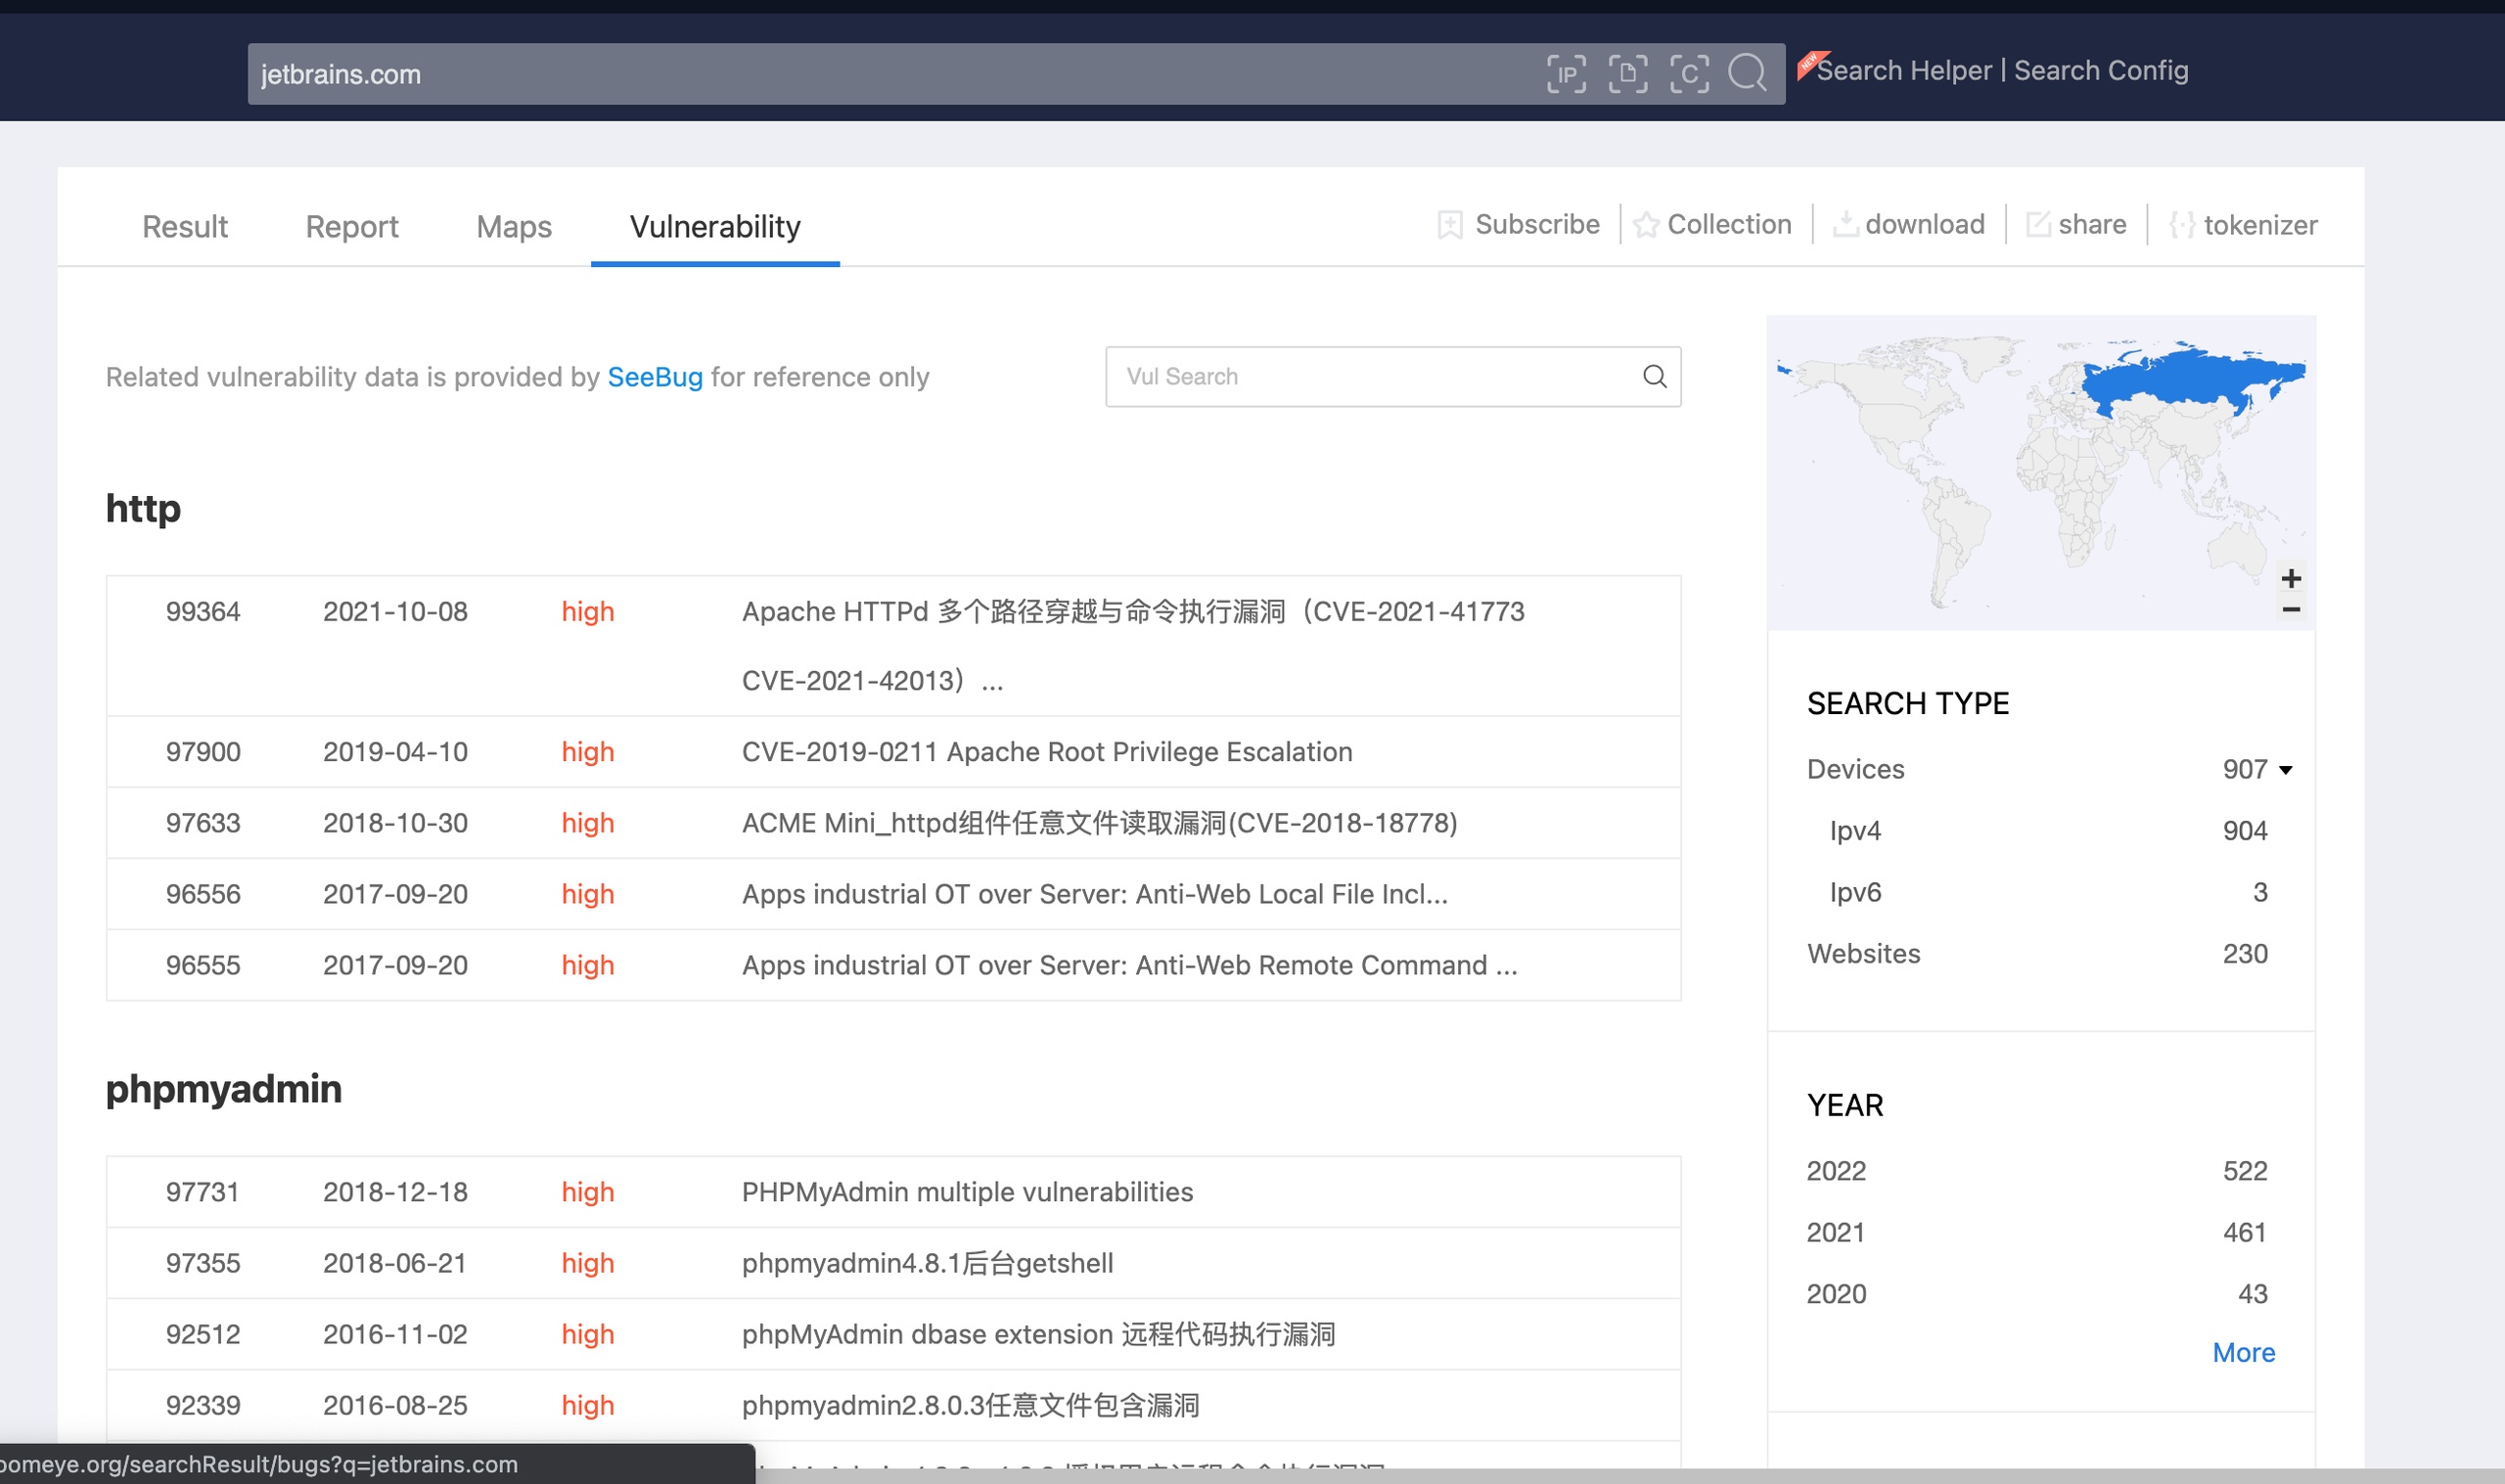 jetbrains.com
IP
C
NEW
Search Helper | Search Config
Result Report Maps Vulnerability
Subscribe Collection download share tokenizer
Related vulnerability data is provided by SeeBug for reference only
Vul Search
http
99364 2021-10-08 high Apache HTTPd 多个路径穿越与命令执行漏洞（CVE-2021-41773
CVE-2021-42013）...
97900 2019-04-10 high CVE-2019-0211 Apache Root Privilege Escalation
97633 2018-10-30 high ACME Mini_httpd组件任意文件读取漏洞(CVE-2018-18778)
96556 2017-09-20 high Apps industrial OT over Server: Anti-Web Local File Incl...
96555 2017-09-20 high Apps industrial OT over Server: Anti-Web Remote Command ...
phpmyadmin
97731 2018-12-18 high PHPMyAdmin multiple vulnerabilities
97355 2018-06-21 high phpmyadmin4.8.1后台getshell
92512 2016-11-02 high phpMyAdmin dbase extension 远程代码执行漏洞
92339 2016-08-25 high phpmyadmin2.8.0.3任意文件包含漏洞
oomeye.org/searchResult/bugs?q=jetbrains.com
+
−
SEARCH TYPE
Devices 907
Ipv4 904
Ipv6 3
Websites 230
YEAR
2022 522
2021 461
2020 43
More